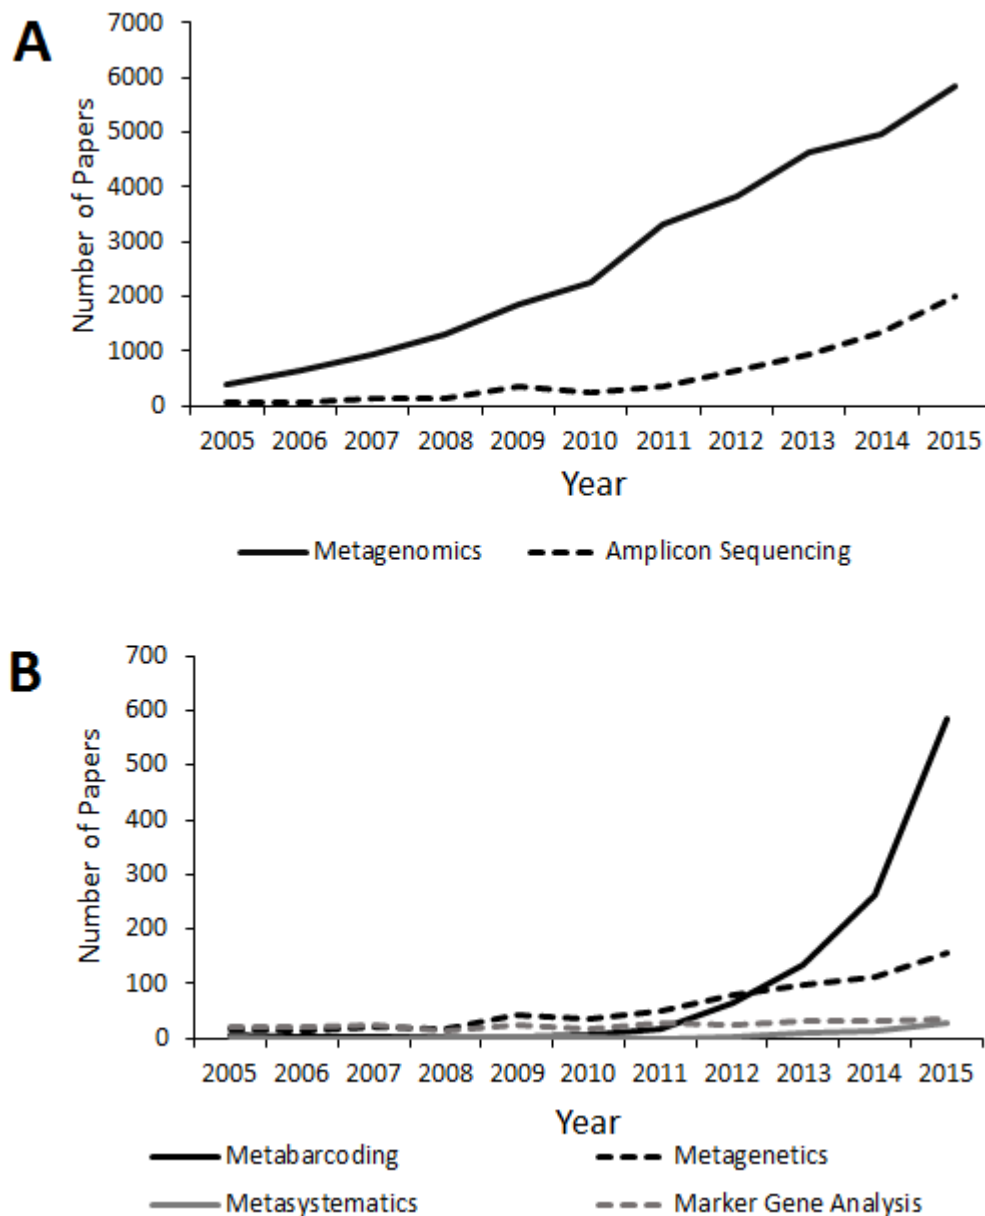 A
7000
6000
5000
4000
3000
2000
1000
0
Number of Papers
2005 2006 2007 2008 2009 2010 2011 2012 2013 2014 2015
Year
Metagenomics Amplicon Sequencing
B
700
600
500
400
300
200
100
0
Number of Papers
2005 2006 2007 2008 2009 2010 2011 2012 2013 2014 2015
Year
Metabarcoding Metagenetics
Metasystematics Marker Gene Analysis